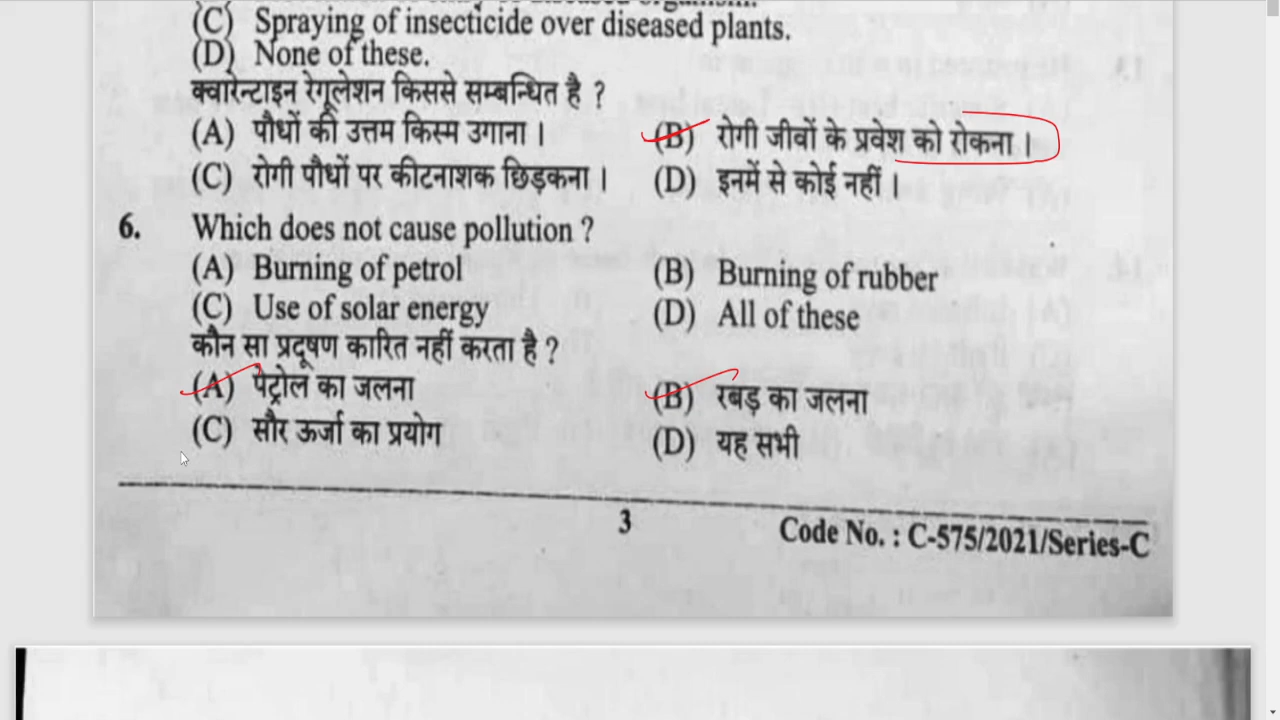 (C) Spraying of insecticide over diseased plants.
(D) None of these.
क्वारेन्टाइन रेगूलेशन किससे सम्बन्धित है ?
(A) पौधों की उत्तम किस्म उगाना। (B) रोगी जीवों के प्रवेश को रोकना।
(C) रोगी पौधों पर कीटनाशक छिड़कना। (D) इनमें से कोई नहीं।
6. Which does not cause pollution ?
(A) Burning of petrol (B) Burning of rubber
(C) Use of solar energy (D) All of these
कौन सा प्रदूषण कारित नहीं करता है ?
(A) पेट्रोल का जलना (B) रबड़ का जलना
(C) सौर ऊर्जा का प्रयोग (D) यह सभी
3 Code No. : C-575/2021/Series-C